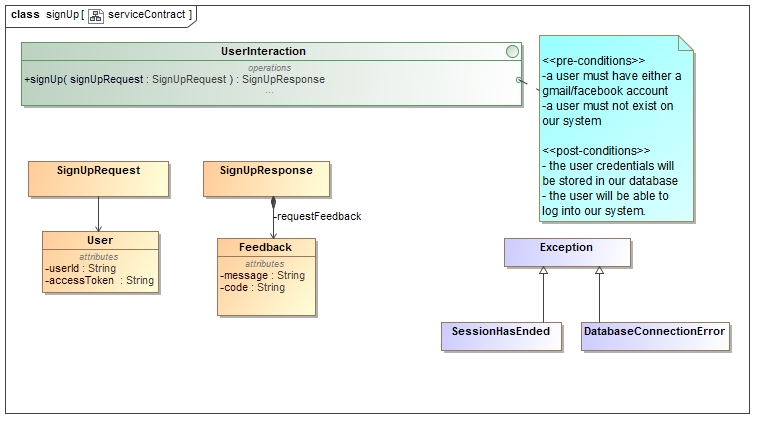 class signUp [ serviceContract ]
UserInteraction
operations
+signUp( signUpRequest : SignUpRequest ) : SignUpResponse
...
<<pre-conditions>>
-a user must have either a
gmail/facebook account
-a user must not exist on
our system
<<post-conditions>>
- the user credentials will
be stored in our database
- the user will be able to
log into our system.
SignUpRequest
SignUpResponse
-requestFeedback
User
attributes
-userId : String
-accessToken : String
Feedback
attributes
-message : String
-code : String
Exception
SessionHasEnded
DatabaseConnectionError